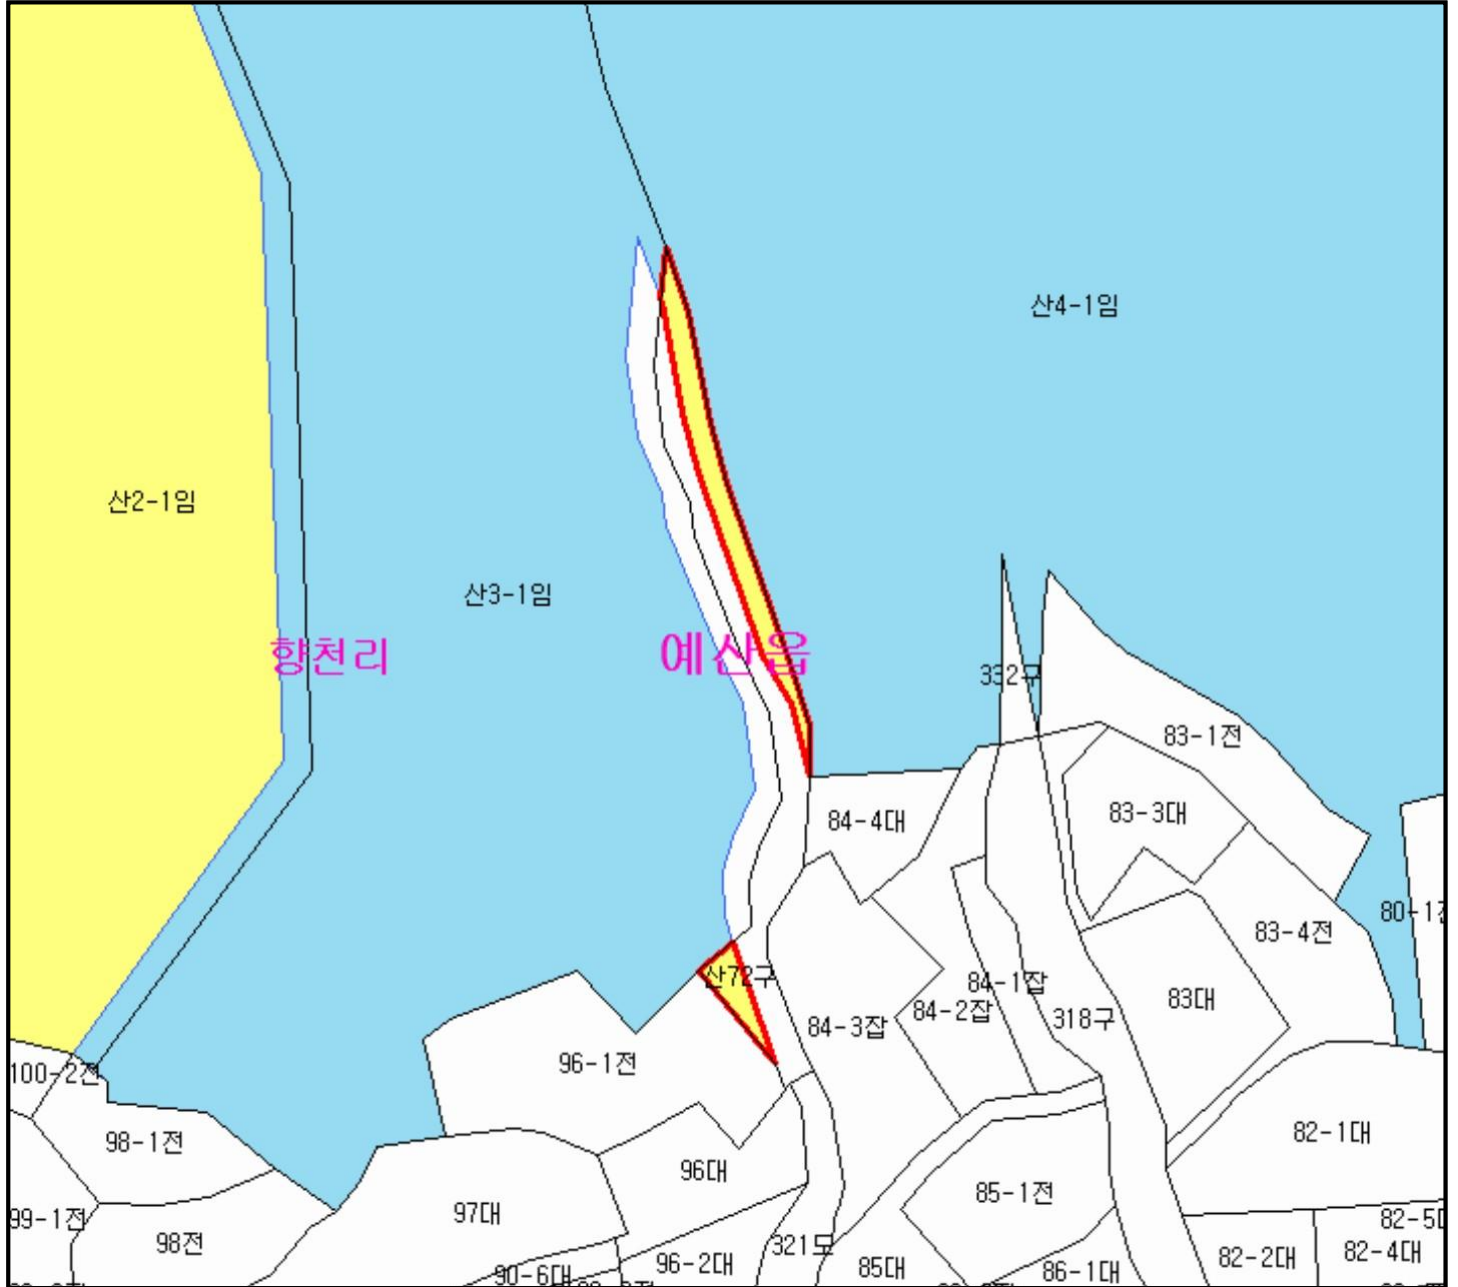 산4-1임
산2-1임
산3-1임
향천리
예산읍
332구
83-1전
84-4대
83-3대
80-1전
83-4전
산72구
84-1잡
83대
84-2잡
318구
84-3잡
96-1전
100-2전
98-1전
82-1대
96대
85-1전
97대
99-1전
98전
82-5대
321도
82-4대
82-2대
96-2대
85대
86-1대
90-6대